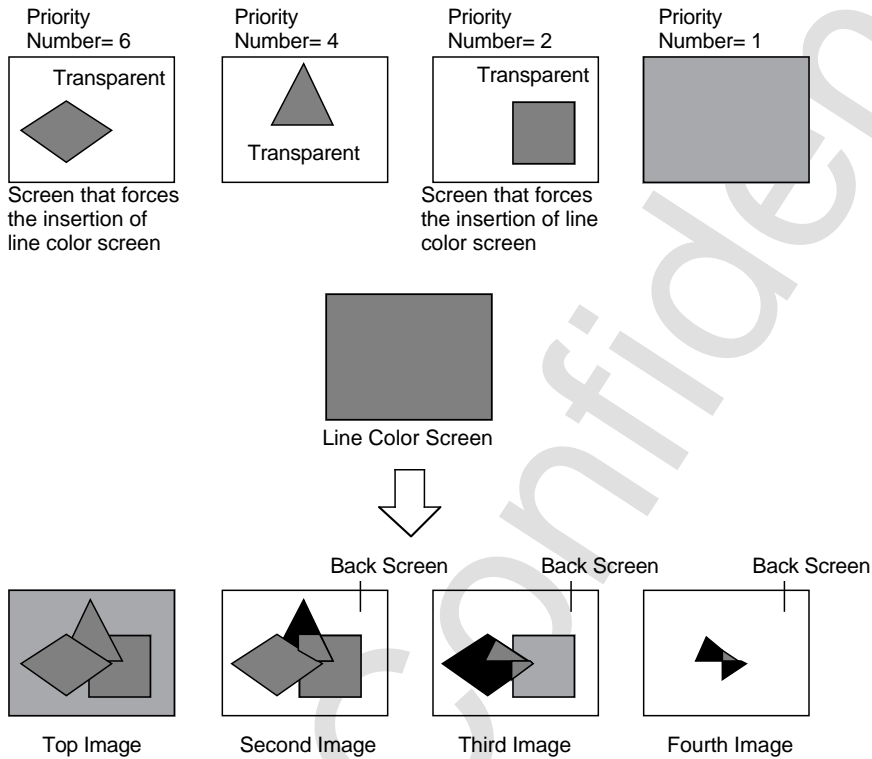 Priority
Number= 6
Priority
Number= 4
Priority
Number= 2
Priority
Number= 1
Transparent
Transparent
Transparent
Screen that forces
the insertion of
line color screen
Screen that forces
the insertion of line
color screen
Line Color Screen
Back Screen
Back Screen
Back Screen
Top Image
Second Image
Third Image
Fourth Image
Confiden